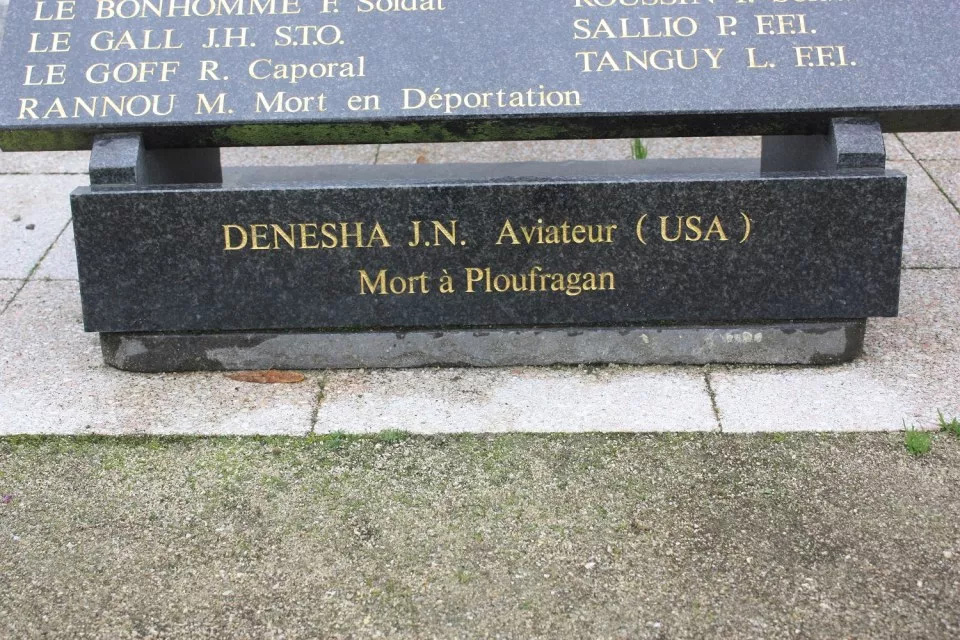 LE BONHOMME F. Soldat
LE GALL J.H. S.T.O.
LE GOFF R. Caporal
RANNOU M. Mort en Déportation
ROUSSIN
SALLIO P. F.F.I.
TANGUY L. F.F.I.
DENESHA J.N. Aviateur ( USA )
Mort à Ploufragan